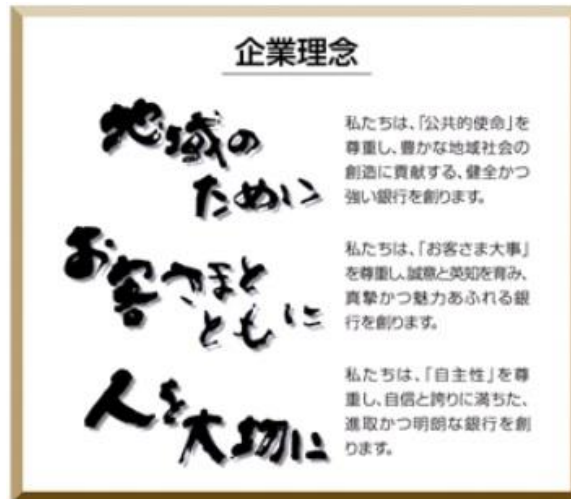 企業理念
地域の
ために
私たちは、「公共的使命」を
尊重し、豊かな地域社会の
創造に貢献する、健全かつ
強い銀行を創ります。
お客さまと
ともに
私たちは、「お客さま大事」
を尊重し、誠意と英知を育み、
真摯かつ魅力あふれる銀
行を創ります。
人を
大切に
私たちは、「自主性」を尊
重し、自信と誇りに満ちた、
進取かつ明朗な銀行を創
ります。